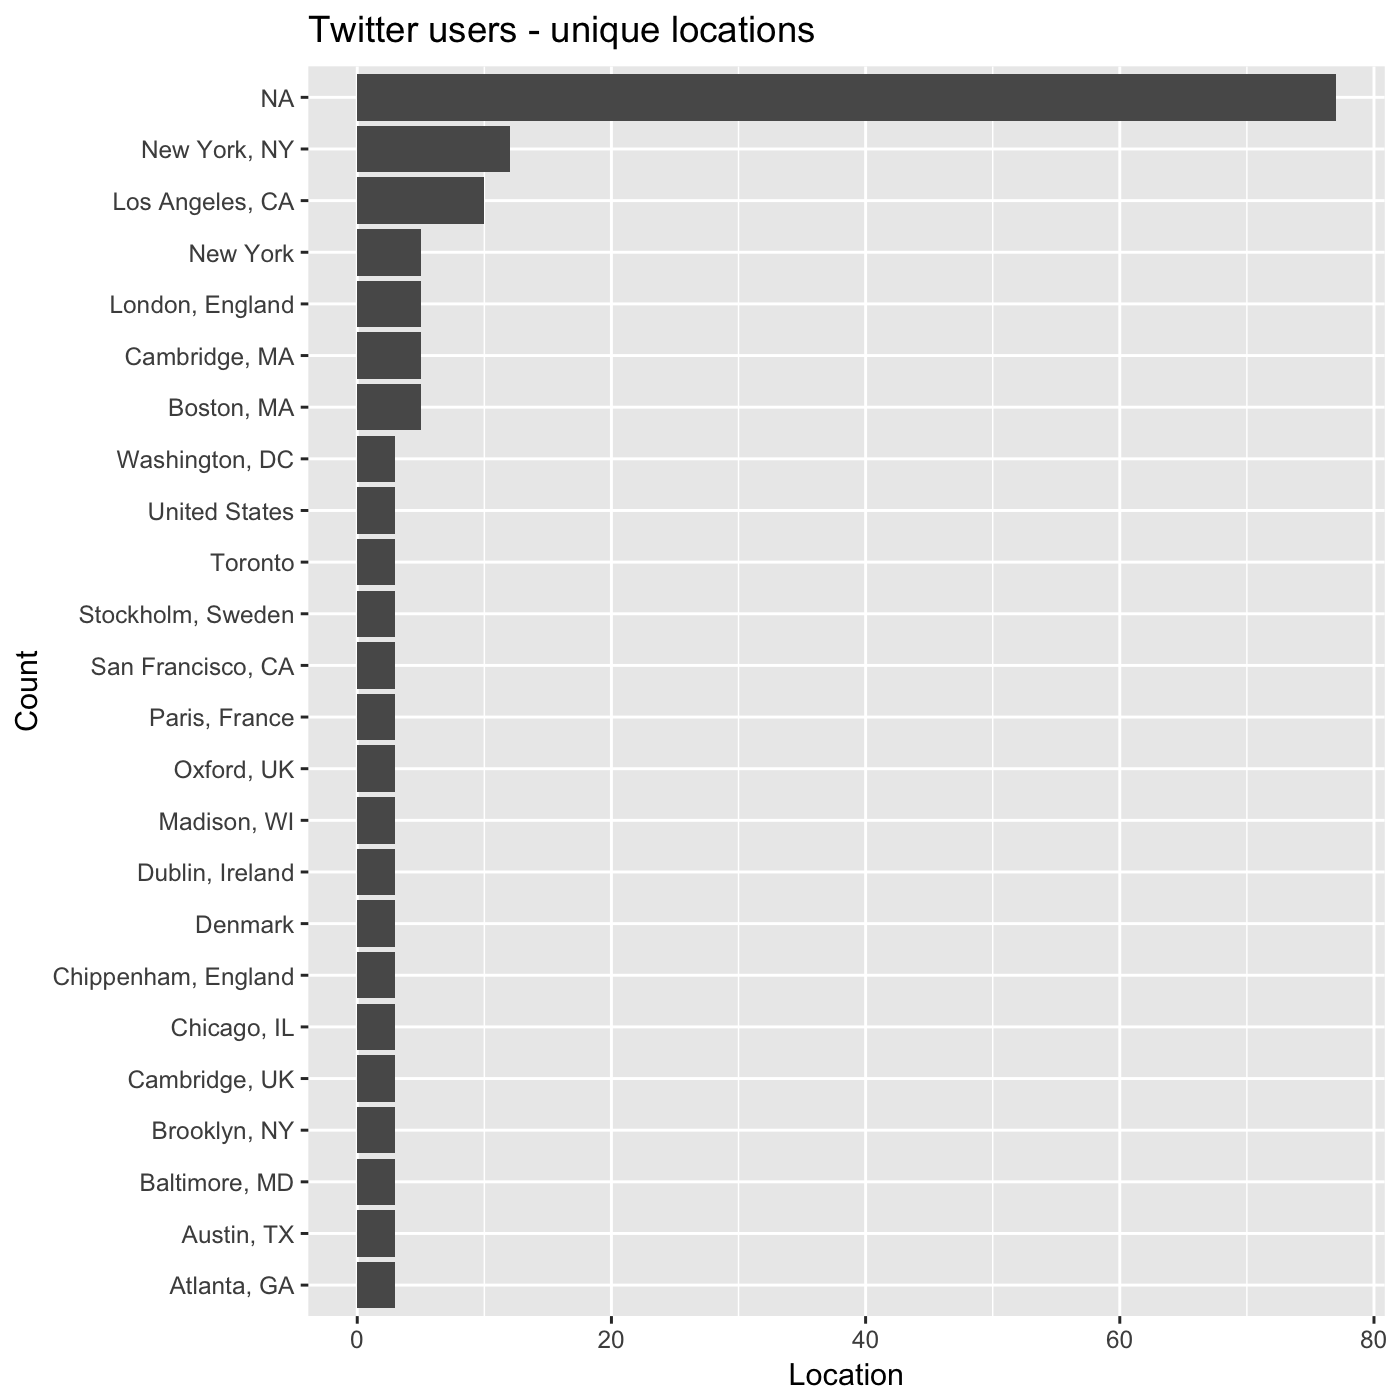 Twitter users - unique locations
NA
New York, NY
Los Angeles, CA
New York
London, England
Cambridge, MA
Boston, MA
Washington, DC
United States
Toronto
Stockholm, Sweden
San Francisco, CA
Paris, France
Oxford, UK
Madison, WI
Dublin, Ireland
Denmark
Chippenham, England
Chicago, IL
Cambridge, UK
Brooklyn, NY
Baltimore, MD
Austin, TX
Atlanta, GA
Count
0 20 40 60 80
Location